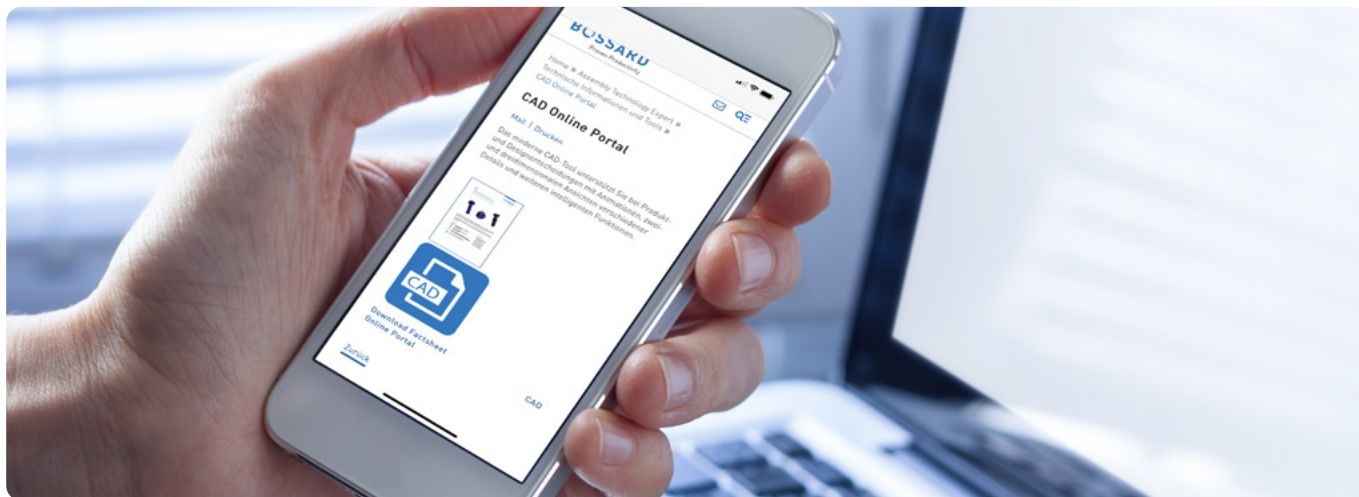 BOSSARD
Proven Productivity
Home > Assembly Technology Expert >
Technische Informationen und Tools >
CAD Online Portal
CAD Online Portal
Mail | Drucken
Das moderne CAD-Tool unterstützt Sie bei Produkt-
und Designentscheidungen mit Animationen, zwei-
und dreidimensionalen Ansichten verschiedener
Details und weiteren intelligenten Funktionen.
CAD
Download Factsheet
Online Portal
Zurück
CAD